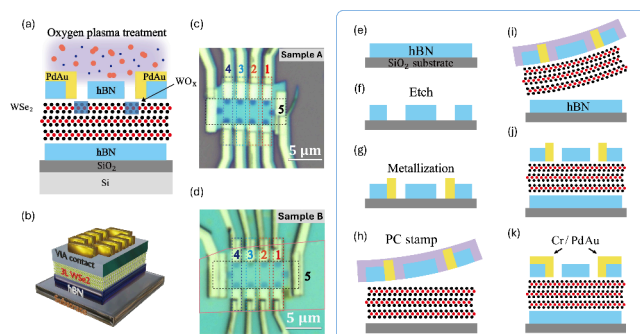 (a)
Oxygen plasma treatment
PdAu
hBN
PdAu
WOx
WSe2
hBN
SiO2
Si
(b)
VIA contact
3L WSe2
hBN
(c)
Sample A
4 3 2 1
5
5 μm
(d)
Sample B
4 3 2 1
5
5 μm
(e)
hBN
SiO2 substrate
(f)
Etch
(g)
Metallization
(h)
PC stamp
(i)
hBN
(j)
(k)
Cr/PdAu